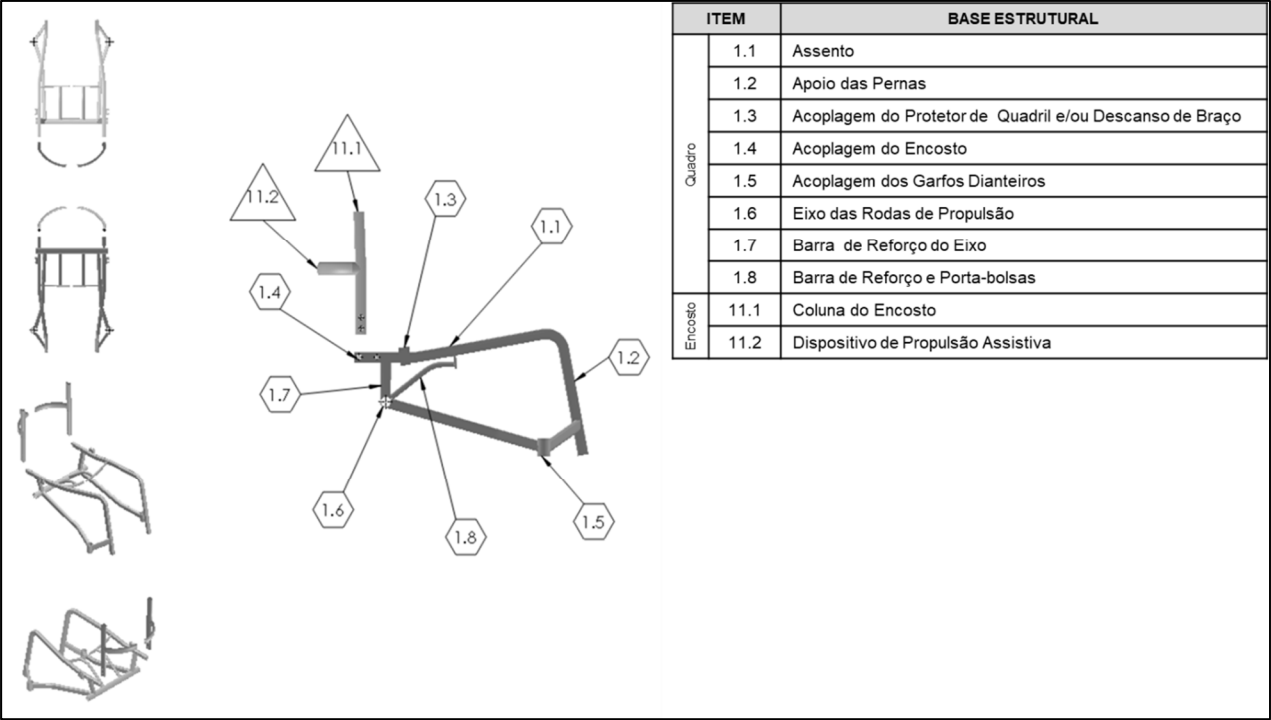 11.1
11.2
1.3
1.1
1.4
1.2
1.7
1.6
1.8
1.5
ITEM BASE ESTRUTURAL
Quadro
1.1 Assento
1.2 Apoio das Pernas
1.3 Acoplagem do Protetor de Quadril e/ou Descanso de Braço
1.4 Acoplagem do Encosto
1.5 Acoplagem dos Garfos Dianteiros
1.6 Eixo das Rodas de Propulsão
1.7 Barra de Reforço do Eixo
1.8 Barra de Reforço e Porta-bolsas
Encosto
11.1 Coluna do Encosto
11.2 Dispositivo de Propulsão Assistiva